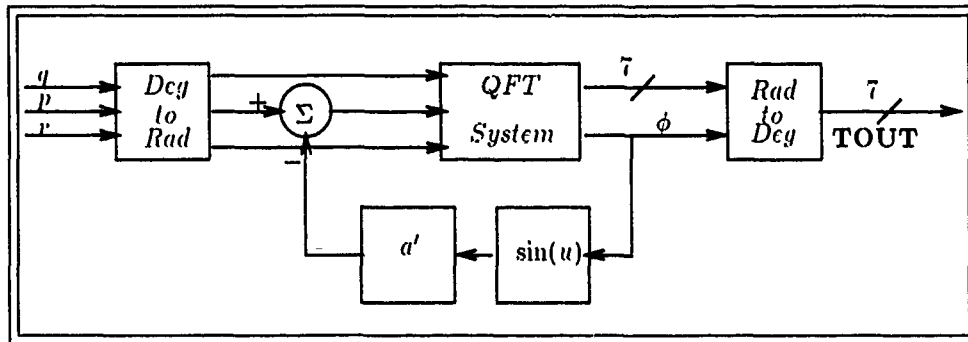 q
p
r
Deg
to
Rad
+
Σ
−
QFT
System
7
ϕ
Rad
to
Deg
7
TOUT
a′
sin(u)